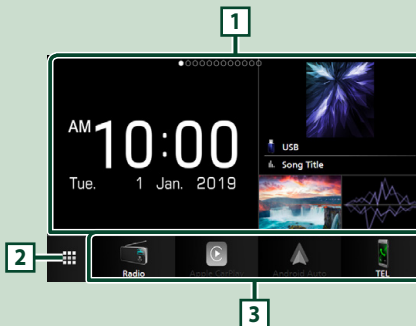 1
AM 10:00
Tue. 1 Jan. 2019
USB
Song Title
2
Radio
Apple CarPlay
Android Auto
TEL
3